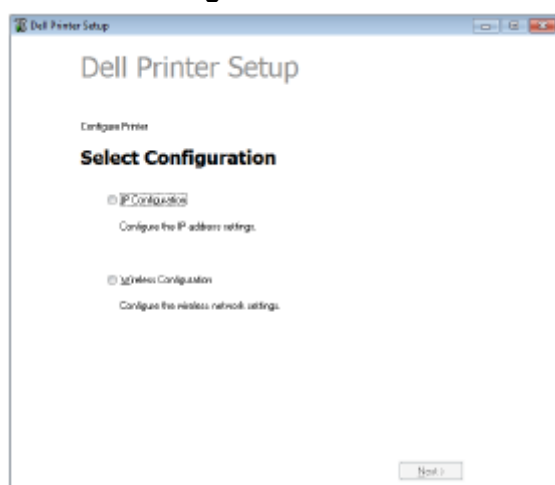 Dell Printer Setup
Dell Printer Setup
Configure Printer
Select Configuration
IP Configuration
Configure the IP address settings.
Wireless Configuration
Configure the wireless network settings.
Next >